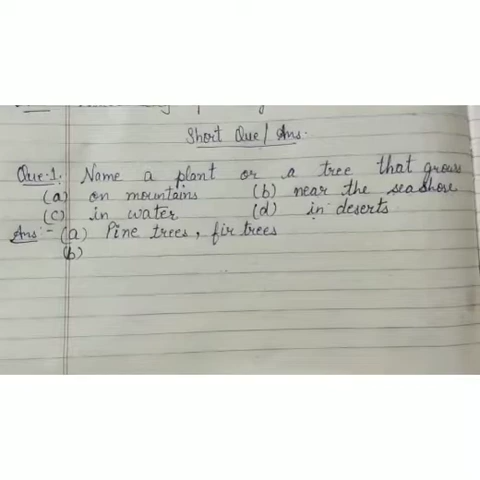 Short Que/Ans.
Que.1. Name a plant or a tree that grows
(a) on mountains (b) near the seashore
(c) in water (d) in deserts
Ans:- (a) Pine trees, fir trees
(b)